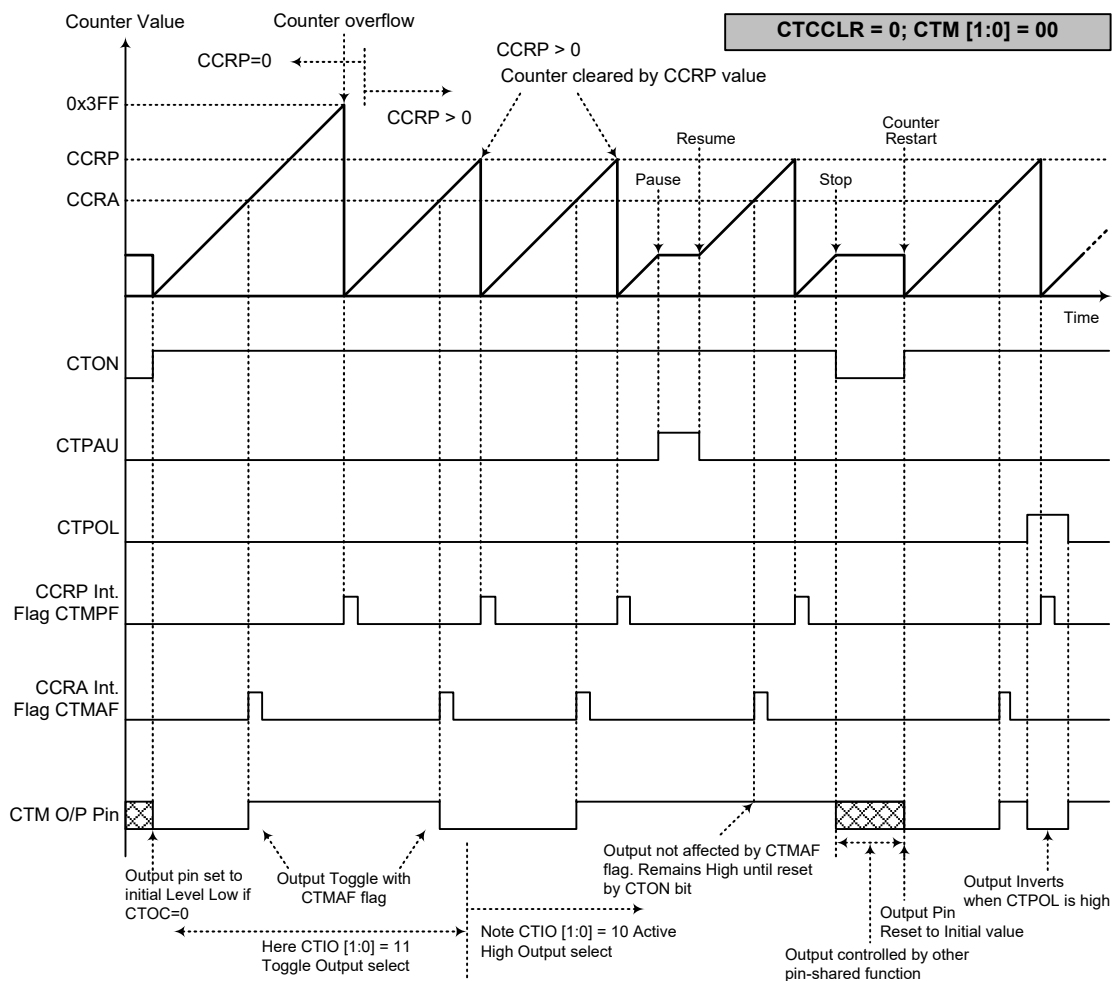 Counter Value
Counter overflow
CTCCLR = 0; CTM [1:0] = 00
CCRP=0
CCRP > 0
CCRP > 0
Counter cleared by CCRP value
0x3FF
CCRP
CCRA
Pause
Resume
Stop
Counter
Restart
Time
CTON
CTPAU
CTPOL
CCRP Int.
Flag CTMPF
CCRA Int.
Flag CTMAF
CTM O/P Pin
Output pin set to
initial Level Low if
CTOC=0
Output Toggle with
CTMAF flag
Here CTIO [1:0] = 11
Toggle Output select
Note CTIO [1:0] = 10 Active
High Output select
Output not affected by CTMAF
flag. Remains High until reset
by CTON bit
Output controlled by other
pin-shared function
Output Pin
Reset to Initial value
Output Inverts
when CTPOL is high